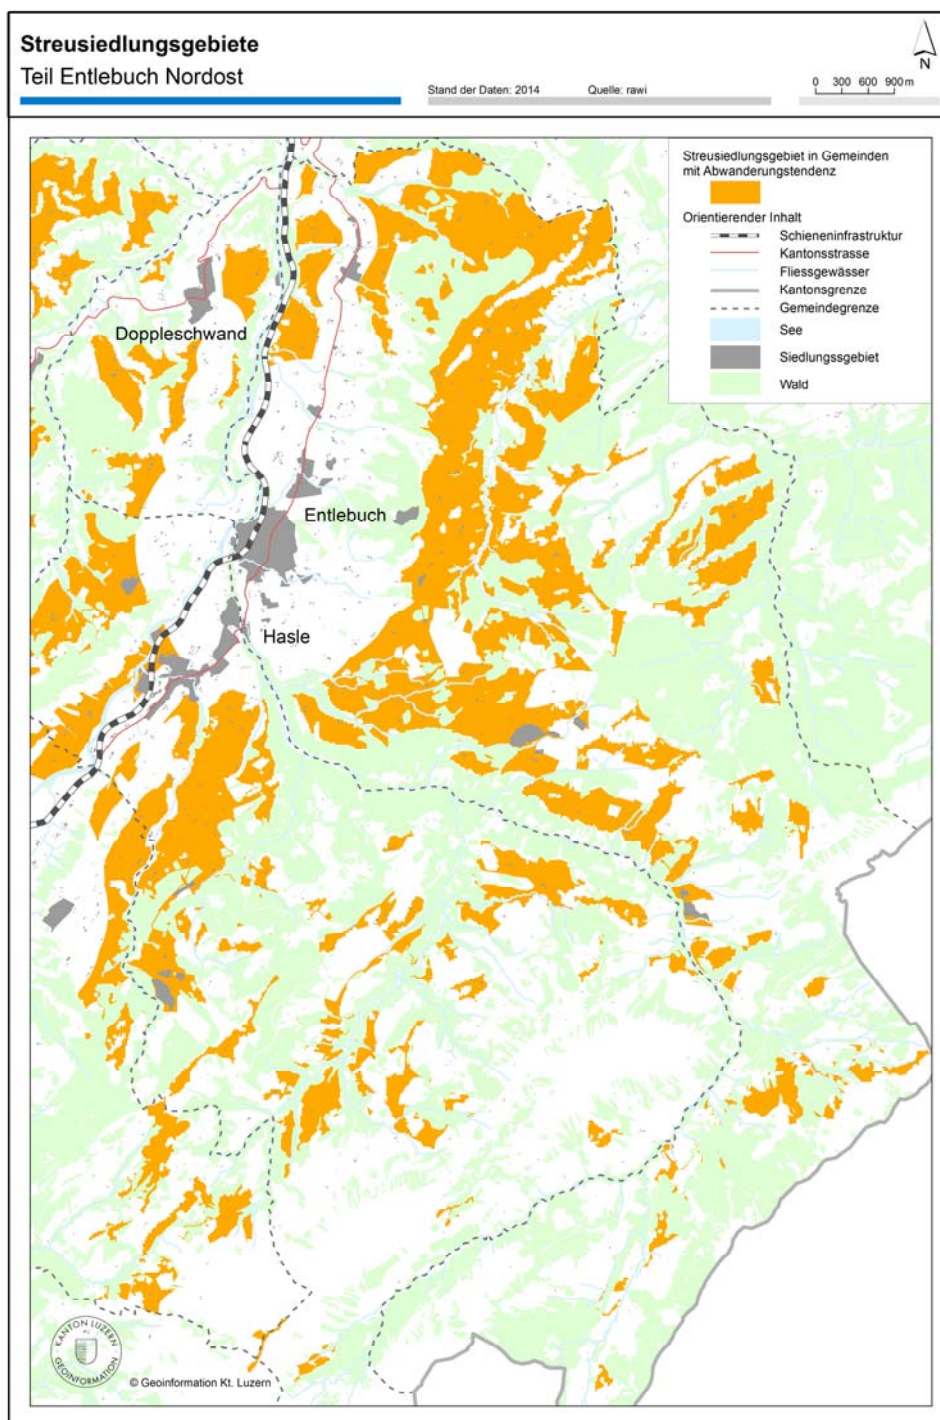 Streusiedlungsgebiete
Teil Entlebuch Nordost
Stand der Daten: 2014 Quelle: rawi
0 300 600 900 m
N
Streusiedlungsgebiet in Gemeinden
mit Abwanderungstendenz
Orientierender Inhalt
Schieneninfrastruktur
Kantonsstrasse
Fliessgewässer
Kantonsgrenze
Gemeindegrenze
See
Siedlungssgebiet
Wald
Doppleschwand
Entlebuch
Hasle
KANTON LUZERN
GEOINFORMATION
© Geoinformation Kt. Luzern